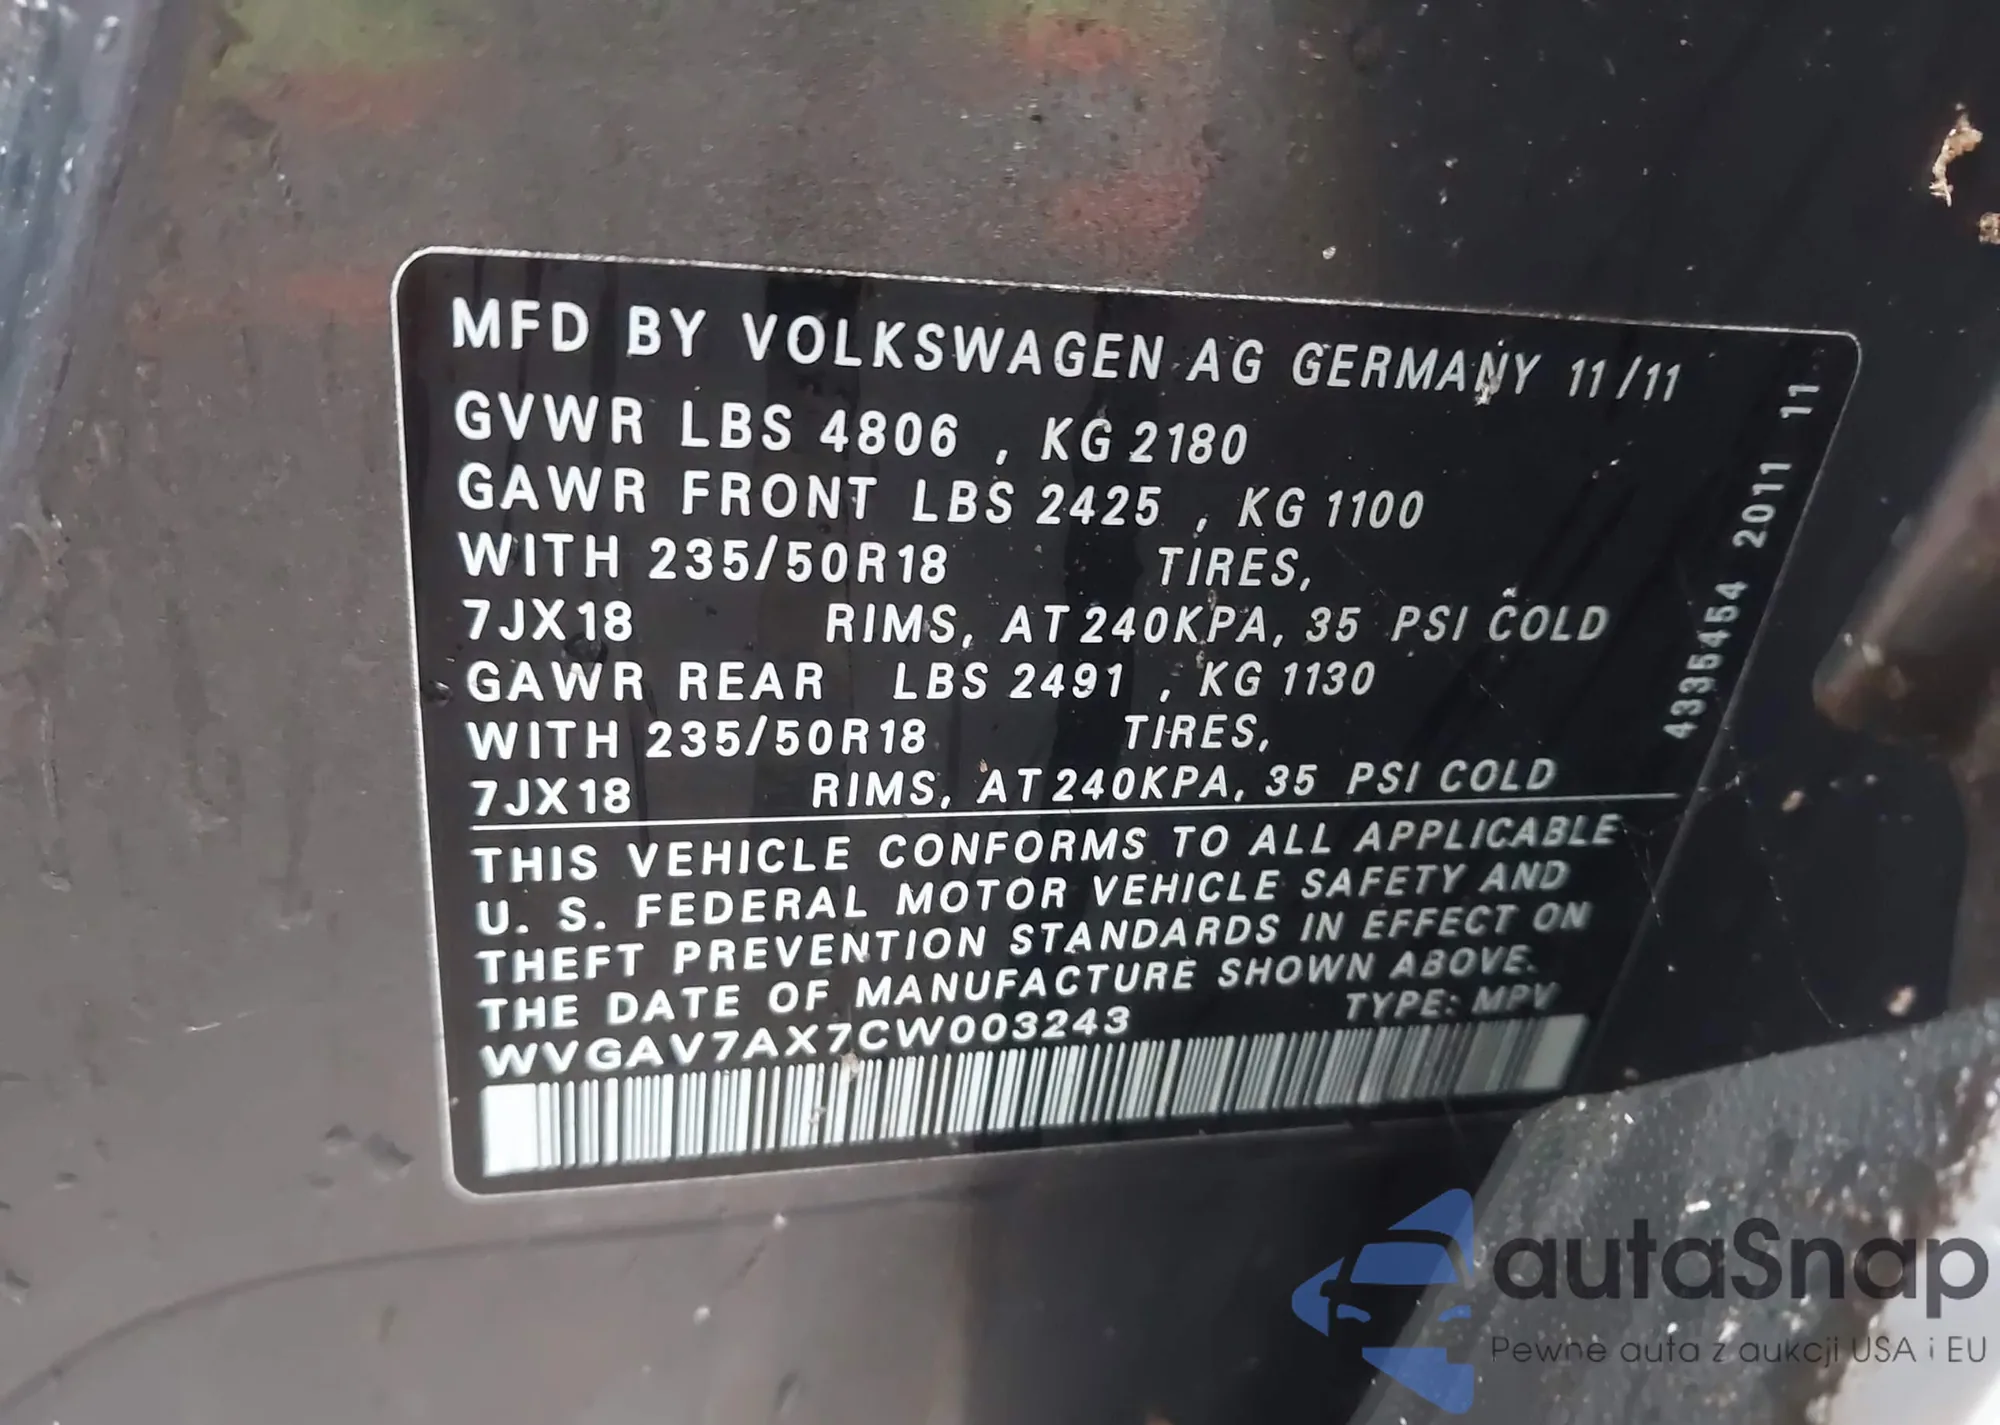 MFD BY VOLKSWAGEN AG GERMANY 11/11
GVWR LBS 4806 , KG 2180
GAWR FRONT LBS 2425 , KG 1100
WITH 235/50R18 TIRES,
7JX18 RIMS, AT 240KPA, 35 PSI COLD
GAWR REAR LBS 2491 , KG 1130
WITH 235/50R18 TIRES,
7JX18 RIMS, AT 240KPA, 35 PSI COLD
THIS VEHICLE CONFORMS TO ALL APPLICABLE
U. S. FEDERAL MOTOR VEHICLE SAFETY AND
THEFT PREVENTION STANDARDS IN EFFECT ON
THE DATE OF MANUFACTURE SHOWN ABOVE.
WVGAV7AX7CW003243 TYPE: MPV
4335454 2011 11
autaSnap
Pewne auta z aukcji USA i EU